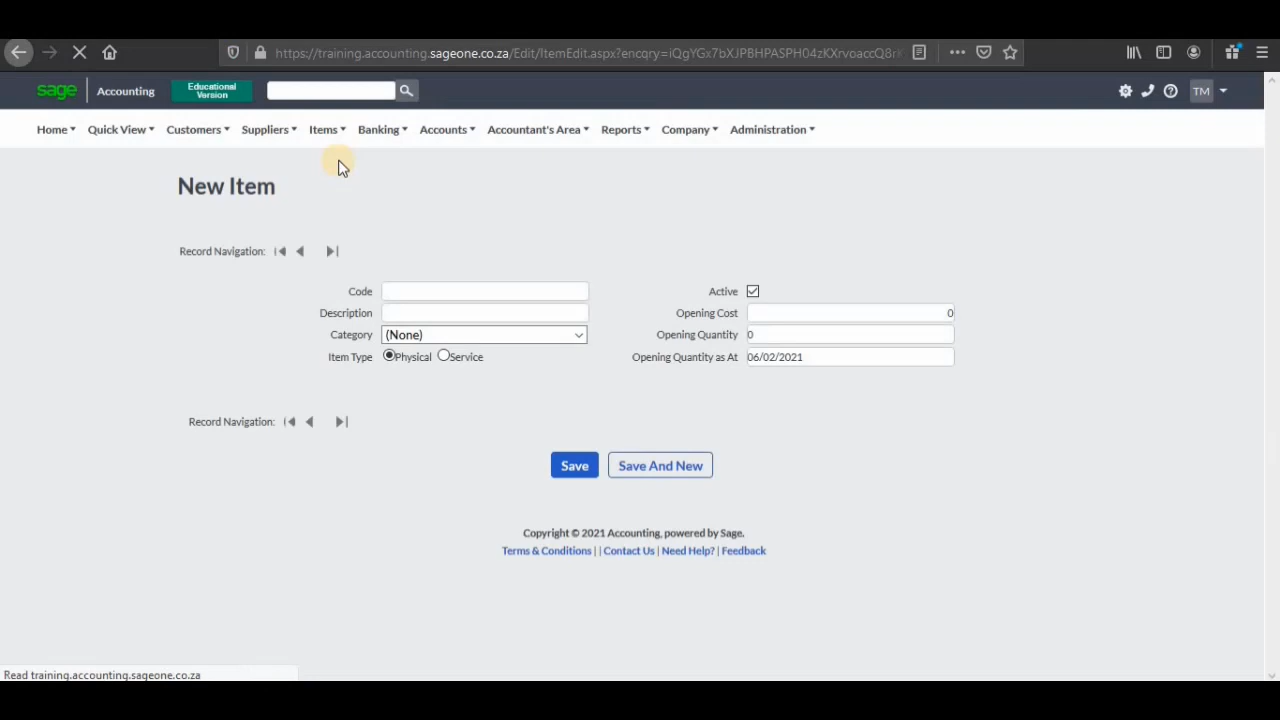 https://training.accounting.sageone.co.za/Edit/ItemEdit.aspx?encqry=iQgYGx7bXJPBHPASPH04zKXrvoaccQ8r
sage Accounting Educational Version TM
Home Quick View Customers Suppliers Items Banking Accounts Accountant's Area Reports Company Administration
New Item
Record Navigation:
Code Active
Description Opening Cost 0
Category (None) Opening Quantity 0
Item Type Physical Service Opening Quantity as At 06/02/2021
Record Navigation:
Save Save And New
Copyright © 2021 Accounting, powered by Sage.
Terms & Conditions | | Contact Us | Need Help? | Feedback
Read training.accounting.sageone.co.za